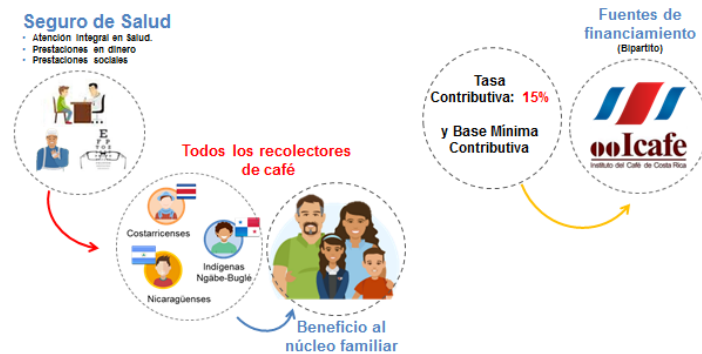 Seguro de Salud
• Atención Integral en Salud.
• Prestaciones en dinero
• Prestaciones sociales
E
F P
T O Z
Todos los recolectores
de café
Costarricenses
Indígenas
Ngäbe-Buglé
Nicaragüenses
Beneficio al
núcleo familiar
Tasa
Contributiva: 15%
y Base Mínima
Contributiva
Fuentes de
financiamiento
(Bipartito)
Icafe
Instituto del Café de Costa Rica